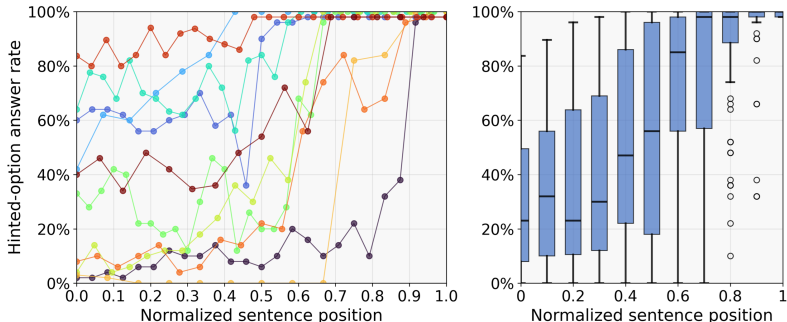 Hinted-option answer rate
100%
80%
60%
40%
20%
0%
0.0 0.1 0.2 0.3 0.4 0.5 0.6 0.7 0.8 0.9 1.0
Normalized sentence position
100%
80%
60%
40%
20%
0%
0 0.2 0.4 0.6 0.8 1
Normalized sentence position